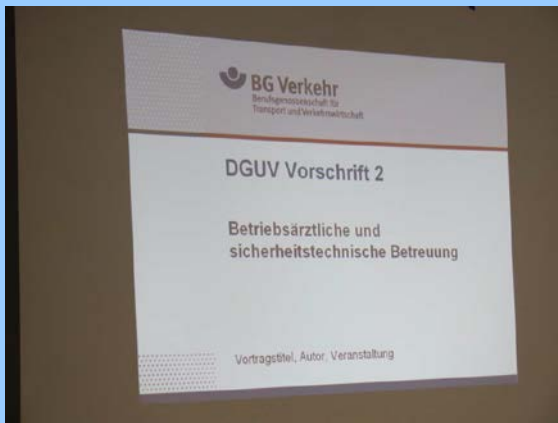 BG Verkehr
Berufsgenossenschaft für
Transport und Verkehrswirtschaft
DGUV Vorschrift 2
Betriebsärztliche und
sicherheitstechnische Betreuung
Vortragstitel, Autor, Veranstaltung